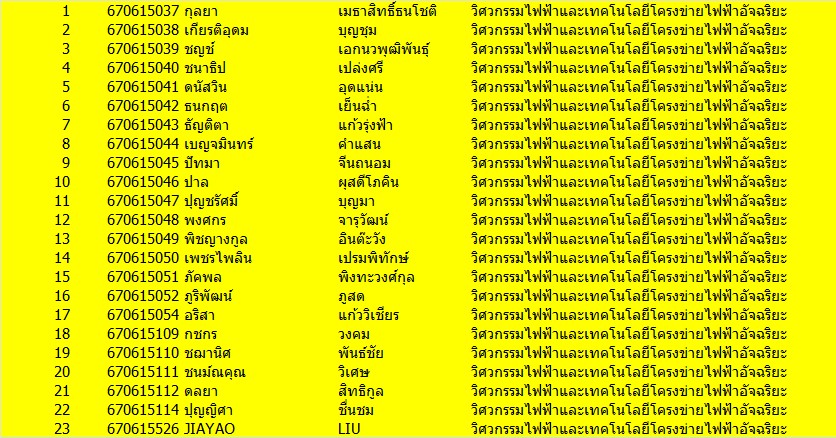 1 670615037 กุลยา เมธาสิทธิ์ธนโชติ วิศวกรรมไฟฟ้าและเทคโนโลยีโครงข่ายไฟฟ้าอัจฉริยะ
2 670615038 เกียรติอุดม บุญชุม วิศวกรรมไฟฟ้าและเทคโนโลยีโครงข่ายไฟฟ้าอัจฉริยะ
3 670615039 ชญช์ เอกนวพุฒิพันธุ์ วิศวกรรมไฟฟ้าและเทคโนโลยีโครงข่ายไฟฟ้าอัจฉริยะ
4 670615040 ชนาธิป เปล่งศรี วิศวกรรมไฟฟ้าและเทคโนโลยีโครงข่ายไฟฟ้าอัจฉริยะ
5 670615041 ดนัสวิน อุดแน่น วิศวกรรมไฟฟ้าและเทคโนโลยีโครงข่ายไฟฟ้าอัจฉริยะ
6 670615042 ธนกฤต เย็นฉ่ำ วิศวกรรมไฟฟ้าและเทคโนโลยีโครงข่ายไฟฟ้าอัจฉริยะ
7 670615043 ธัญติตา แก้วรุ่งฟ้า วิศวกรรมไฟฟ้าและเทคโนโลยีโครงข่ายไฟฟ้าอัจฉริยะ
8 670615044 เบญจมินทร์ คำแสน วิศวกรรมไฟฟ้าและเทคโนโลยีโครงข่ายไฟฟ้าอัจฉริยะ
9 670615045 ปัทมา จีนถนอม วิศวกรรมไฟฟ้าและเทคโนโลยีโครงข่ายไฟฟ้าอัจฉริยะ
10 670615046 ปาล ผุสดีโภคิน วิศวกรรมไฟฟ้าและเทคโนโลยีโครงข่ายไฟฟ้าอัจฉริยะ
11 670615047 ปุญชรัศมิ์ บุญมา วิศวกรรมไฟฟ้าและเทคโนโลยีโครงข่ายไฟฟ้าอัจฉริยะ
12 670615048 พงศกร จารุวัฒน์ วิศวกรรมไฟฟ้าและเทคโนโลยีโครงข่ายไฟฟ้าอัจฉริยะ
13 670615049 พิชญางกูล อินต๊ะวัง วิศวกรรมไฟฟ้าและเทคโนโลยีโครงข่ายไฟฟ้าอัจฉริยะ
14 670615050 เพชรไพลิน เปรมพิทักษ์ วิศวกรรมไฟฟ้าและเทคโนโลยีโครงข่ายไฟฟ้าอัจฉริยะ
15 670615051 ภัคพล พิงทะวงศ์กุล วิศวกรรมไฟฟ้าและเทคโนโลยีโครงข่ายไฟฟ้าอัจฉริยะ
16 670615052 ภูริพัฒน์ ภูสด วิศวกรรมไฟฟ้าและเทคโนโลยีโครงข่ายไฟฟ้าอัจฉริยะ
17 670615054 อริสา แก้ววิเชียร วิศวกรรมไฟฟ้าและเทคโนโลยีโครงข่ายไฟฟ้าอัจฉริยะ
18 670615109 กชกร วงคม วิศวกรรมไฟฟ้าและเทคโนโลยีโครงข่ายไฟฟ้าอัจฉริยะ
19 670615110 ชฌานิศ พันธ์ชัย วิศวกรรมไฟฟ้าและเทคโนโลยีโครงข่ายไฟฟ้าอัจฉริยะ
20 670615111 ชนม์ณคุณ วิเศษ วิศวกรรมไฟฟ้าและเทคโนโลยีโครงข่ายไฟฟ้าอัจฉริยะ
21 670615112 ดลยา สิทธิกูล วิศวกรรมไฟฟ้าและเทคโนโลยีโครงข่ายไฟฟ้าอัจฉริยะ
22 670615114 ปุญญิศา ชื่นชม วิศวกรรมไฟฟ้าและเทคโนโลยีโครงข่ายไฟฟ้าอัจฉริยะ
23 670615526 JIAYAO LIU วิศวกรรมไฟฟ้าและเทคโนโลยีโครงข่ายไฟฟ้าอัจฉริยะ